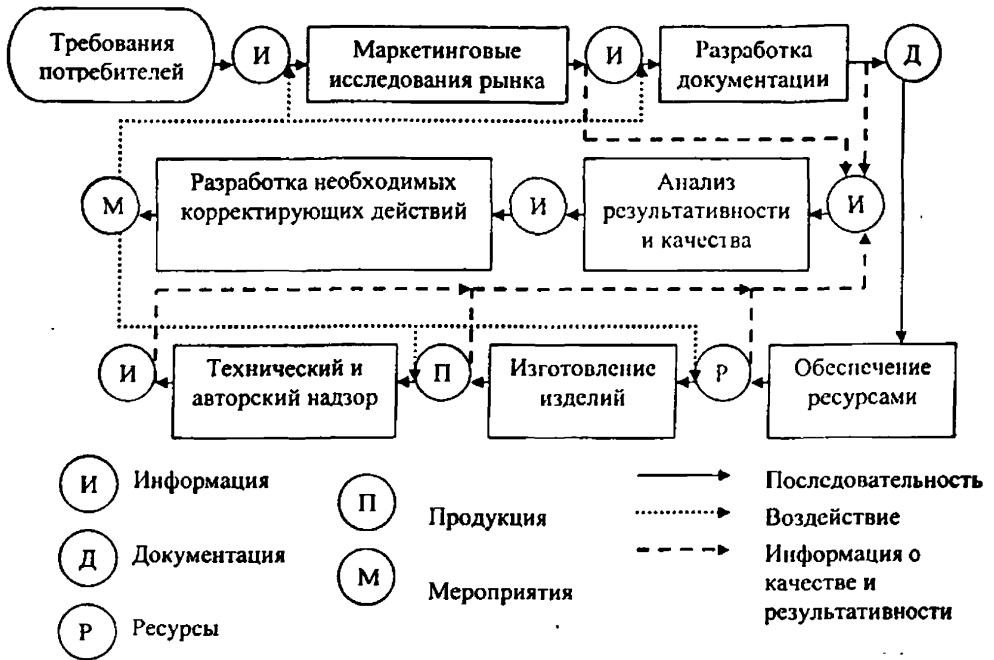 Требования
потребителей
И
Маркетинговые
исследования рынка
И
Разработка
документации
Д
М
Разработка необходимых
корректирующих действий
И
Анализ
результативности
и качества
И
И
Технический и
авторский надзор
П
Изготовление
изделий
Р
Обеспечение
ресурсами
И
Информация
Д
Документация
Р
Ресурсы
П
Продукция
М
Мероприятия
Последовательность
Воздействие
Информация о
качестве и
результативности